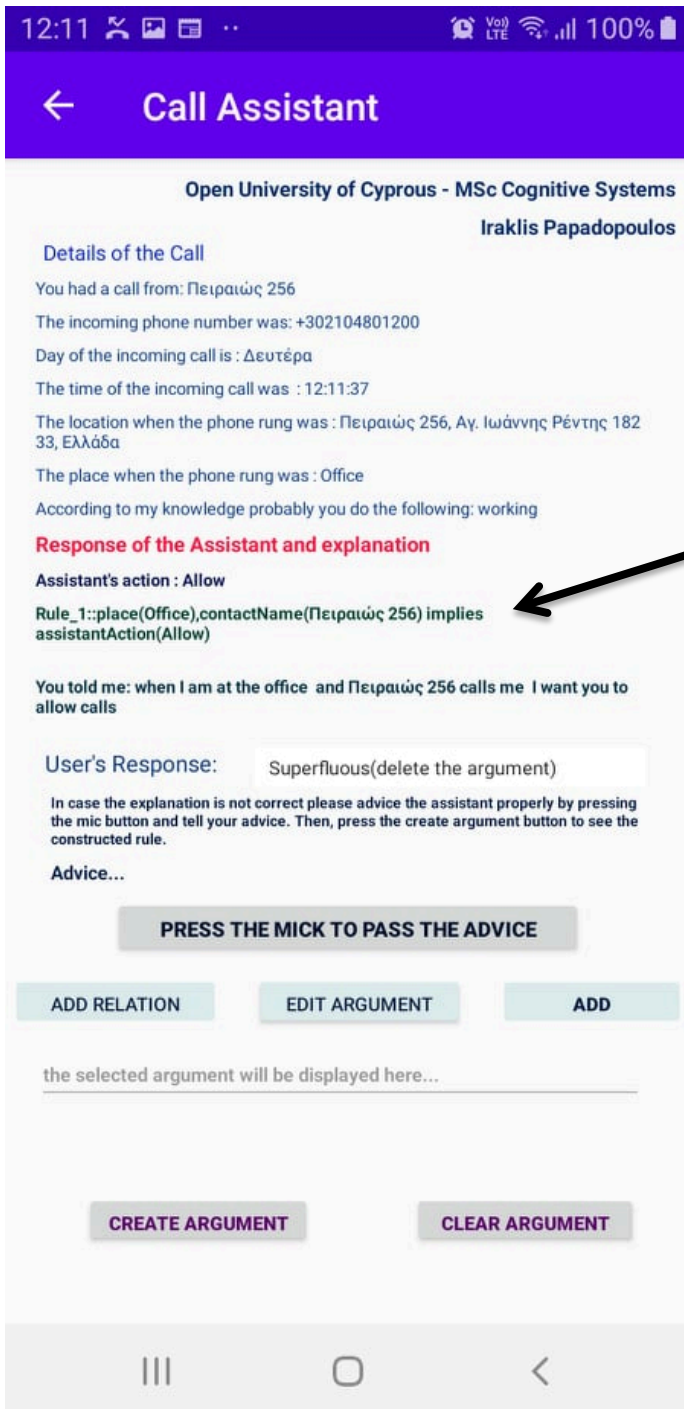 12:11 100%
Call Assistant
Open University of Cyprous - MSc Cognitive Systems
Iraklis Papadopoulos
Details of the Call
You had a call from: Πειραιώς 256
The incoming phone number was: +302104801200
Day of the incoming call is : Δευτέρα
The time of the incoming call was : 12:11:37
The location when the phone rung was : Πειραιώς 256, Αγ. Ιωάννης Ρέντης 182
33, Ελλάδα
The place when the phone rung was : Office
According to my knowledge probably you do the following: working
Response of the Assistant and explanation
Assistant's action : Allow
Rule_1::place(Office),contactName(Πειραιώς 256) implies
assistantAction(Allow)
You told me: when I am at the office and Πειραιώς 256 calls me I want you to
allow calls
User's Response: Superfluous(delete the argument)
In case the explanation is not correct please advice the assistant properly by pressing
the mic button and tell your advice. Then, press the create argument button to see the
constructed rule.
Advice...
PRESS THE MICK TO PASS THE ADVICE
ADD RELATION EDIT ARGUMENT ADD
the selected argument will be displayed here...
CREATE ARGUMENT CLEAR ARGUMENT